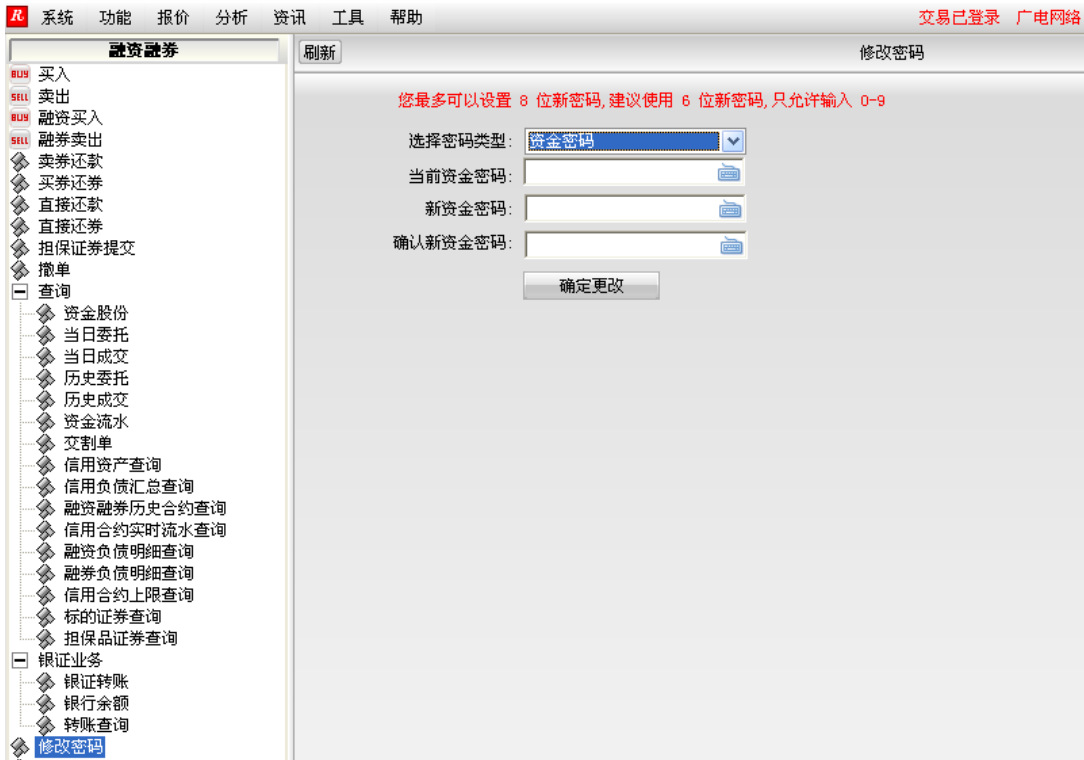 R 系统 功能 报价 分析 资讯 工具 帮助 交易已登录 广电网络
融资融券
刷新 修改密码
BUY 买入
SELL 卖出
BUY 融资买入
SELL 融券卖出
卖券还款
买券还券
直接还款
直接还券
担保证券提交
撤单
查询
资金股份
当日委托
当日成交
历史委托
历史成交
资金流水
交割单
信用资产查询
信用负债汇总查询
融资融券历史合约查询
信用合约实时流水查询
融资负债明细查询
融券负债明细查询
信用合约上限查询
标的证券查询
担保品证券查询
银证业务
银证转账
银行余额
转账查询
修改密码
您最多可以设置 8 位新密码,建议使用 6 位新密码,只允许输入 0-9
选择密码类型: 资金密码
当前资金密码:
新资金密码:
确认新资金密码:
确定更改